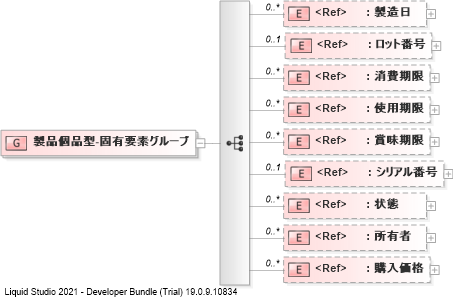 0..*
E <Ref> : 製造日
0..1
E <Ref> : ロット番号
0..*
E <Ref> : 消費期限
0..*
E <Ref> : 使用期限
G 製品個品型-固有要素グループ
0..*
E <Ref> : 賞味期限
0..1
E <Ref> : シリアル番号
0..*
E <Ref> : 状態
0..*
E <Ref> : 所有者
0..*
E <Ref> : 購入価格
Liquid Studio 2021 - Developer Bundle (Trial) 19.0.9.10834